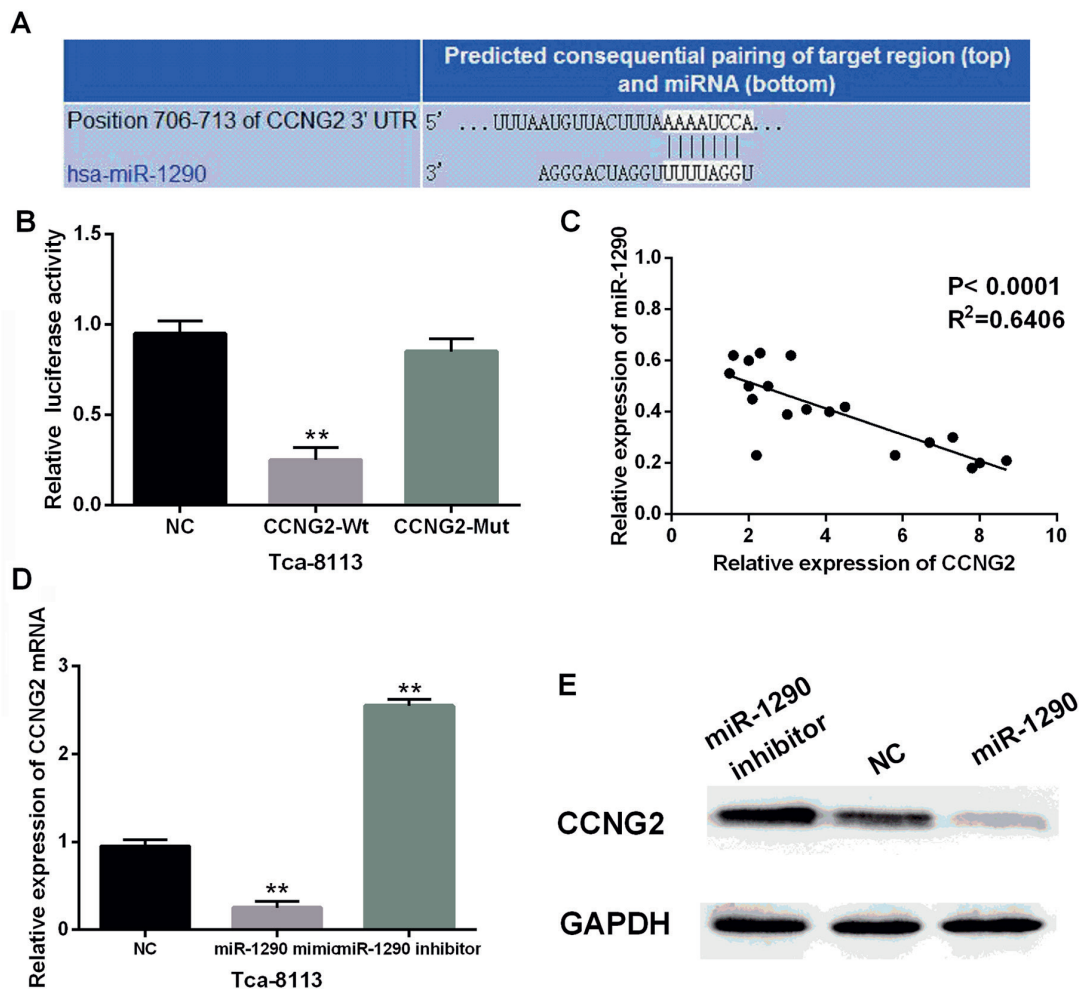 A
Predicted consequential pairing of target region (top)
and miRNA (bottom)
Position 706-713 of CCNG2 3' UTR 5' ...UUUAAUGUUACUUUAAAAAUCCA...
hsa-miR-1290 3' AGGGACUAGGUUUUUAGGU
B
Relative luciferase activity
1.5
1.0
0.5
0.0
**
NC CCNG2-Wt CCNG2-Mut
Tca-8113
C
Relative expression of miR-1290
1.0
0.8
0.6
0.4
0.2
P< 0.0001
R²=0.6406
0 2 4 6 8 10
Relative expression of CCNG2
D
Relative expression of CCNG2 mRNA
3
2
1
0
**
**
NC miR-1290 mimic miR-1290 inhibitor
Tca-8113
E
miR-1290
inhibitor
NC
miR-1290
CCNG2
GAPDH